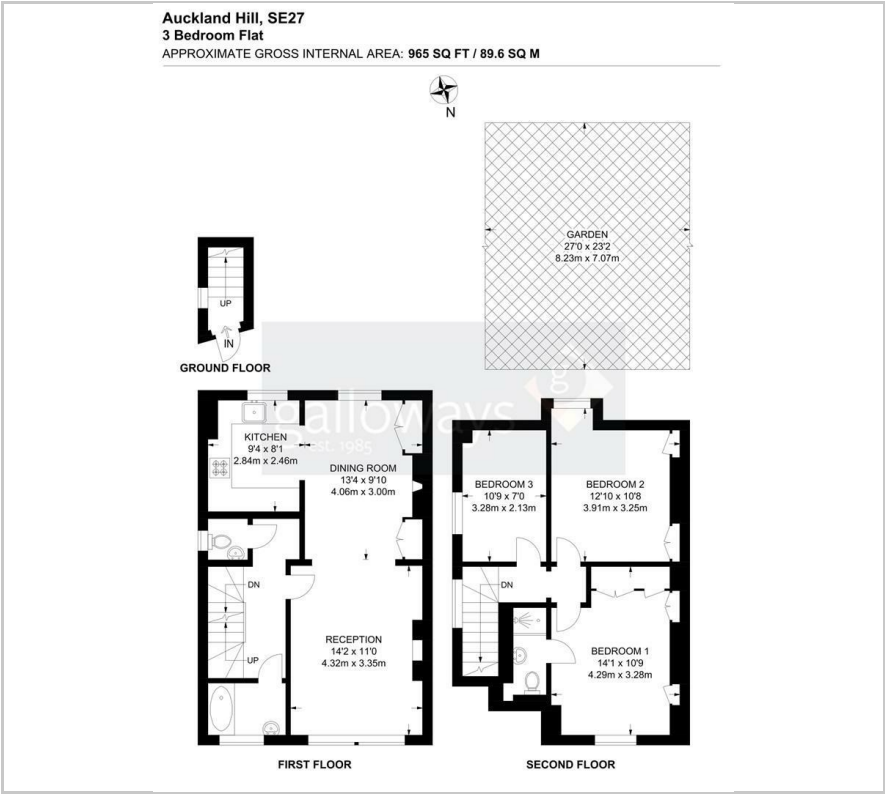 Auckland Hill, SE27
3 Bedroom Flat
APPROXIMATE GROSS INTERNAL AREA: 965 SQ FT / 89.6 SQ M
N
GARDEN
27'0 x 23'2
8.23m x 7.07m
UP
IN
GROUND FLOOR
galloways
est. 1985
g
KITCHEN
9'4 x 8'1
2.84m x 2.46m
DINING ROOM
13'4 x 9'10
4.06m x 3.00m
BEDROOM 3
10'9 x 7'0
3.28m x 2.13m
BEDROOM 2
12'10 x 10'8
3.91m x 3.25m
DN
UP
RECEPTION
14'2 x 11'0
4.32m x 3.35m
DN
BEDROOM 1
14'1 x 10'9
4.29m x 3.28m
FIRST FLOOR
SECOND FLOOR